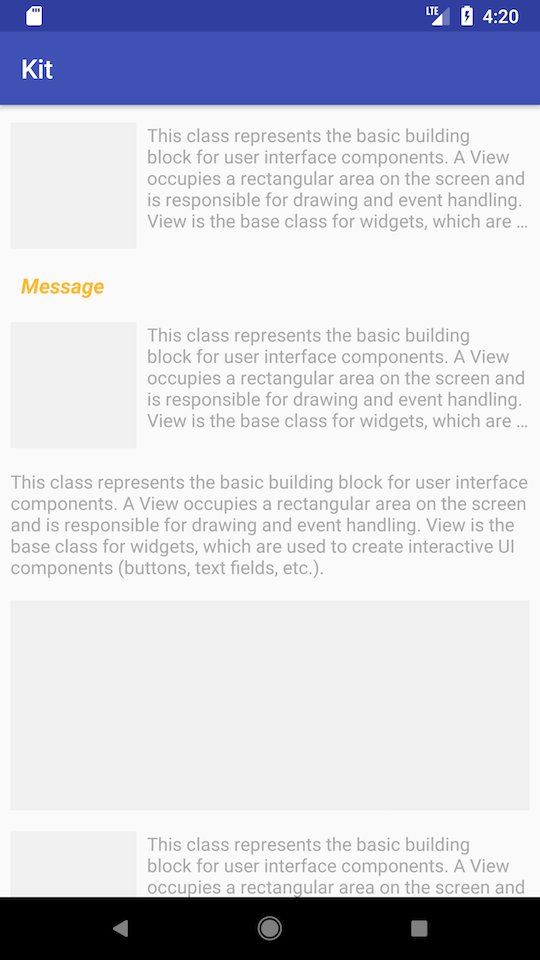 LTE 4:20
Kit
This class represents the basic building
block for user interface components. A View
occupies a rectangular area on the screen and
is responsible for drawing and event handling.
View is the base class for widgets, which are ...
Message
This class represents the basic building
block for user interface components. A View
occupies a rectangular area on the screen and
is responsible for drawing and event handling.
View is the base class for widgets, which are ...
This class represents the basic building block for user interface
components. A View occupies a rectangular area on the screen
and is responsible for drawing and event handling. View is the
base class for widgets, which are used to create interactive UI
components (buttons, text fields, etc.).
This class represents the basic building
block for user interface components. A View
occupies a rectangular area on the screen and